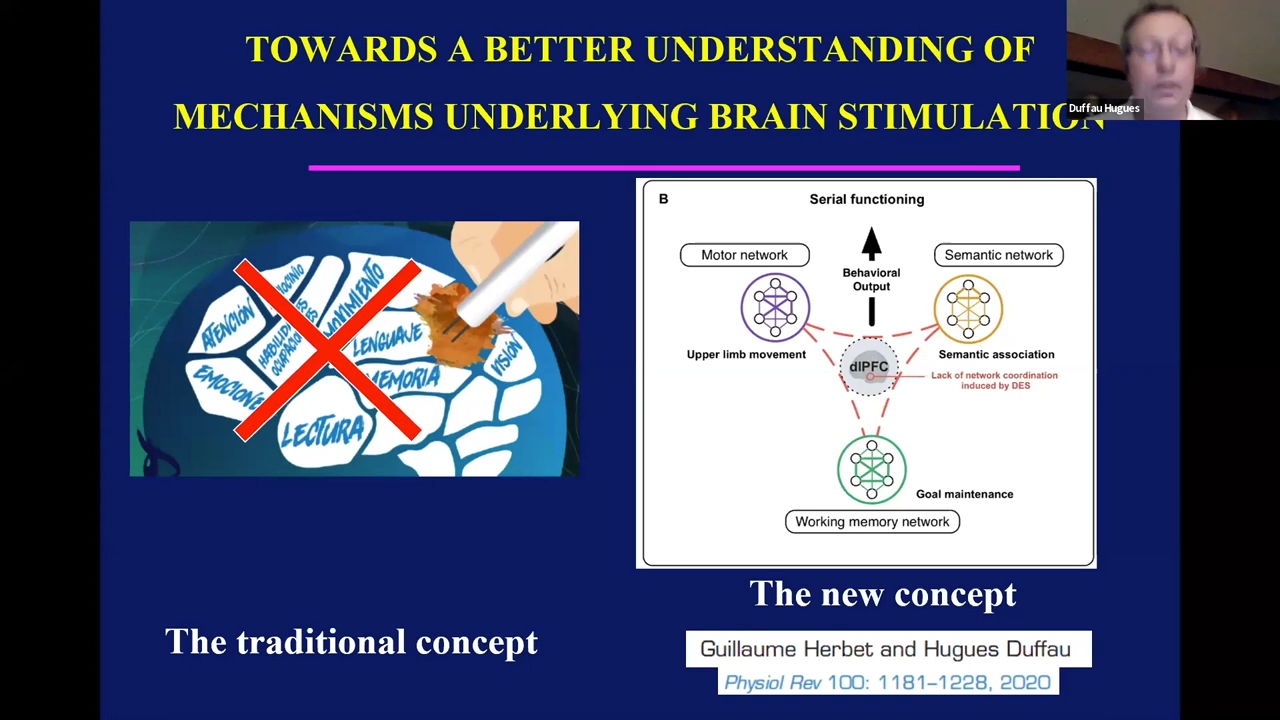 TOWARDS A BETTER UNDERSTANDING OF
MECHANISMS UNDERLYING BRAIN STIMULATION
Duffau Hugues
ATENCIÓN
MOVIMIENTO
LENGUAJE
MEMORIA
VISIÓN
LECTURA
The traditional concept
B
Serial functioning
Motor network
Semantic network
Behavioral
Output
Upper limb movement
Semantic association
dlPFC
Lack of network coordination
induced by DES
Goal maintenance
Working memory network
The new concept
Guillaume Herbet and Hugues Duffau
Physiol Rev 100: 1181–1228, 2020